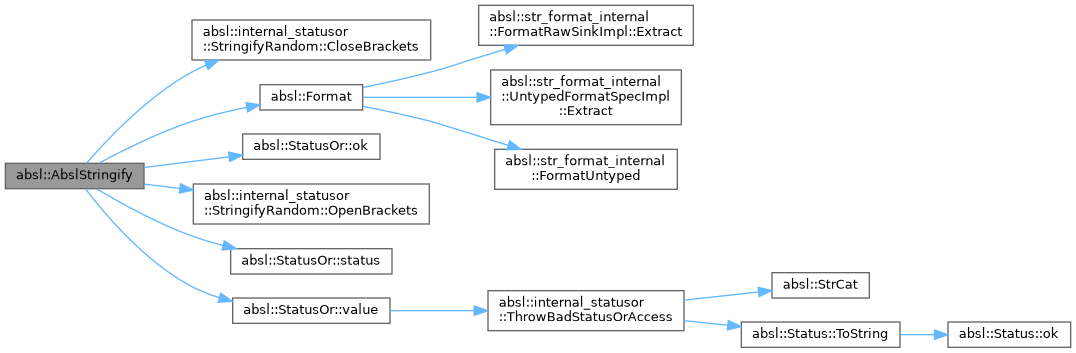 absl::AbslStringify
absl::internal_statusor
::StringifyRandom::CloseBrackets
absl::Format
absl::str_format_internal
::FormatRawSinkImpl::Extract
absl::str_format_internal
::UntypedFormatSpecImpl
::Extract
absl::str_format_internal
::FormatUntyped
absl::StatusOr::ok
absl::internal_statusor
::StringifyRandom::OpenBrackets
absl::StatusOr::status
absl::StatusOr::value
absl::internal_statusor
::ThrowBadStatusOrAccess
absl::StrCat
absl::Status::ToString
absl::Status::ok